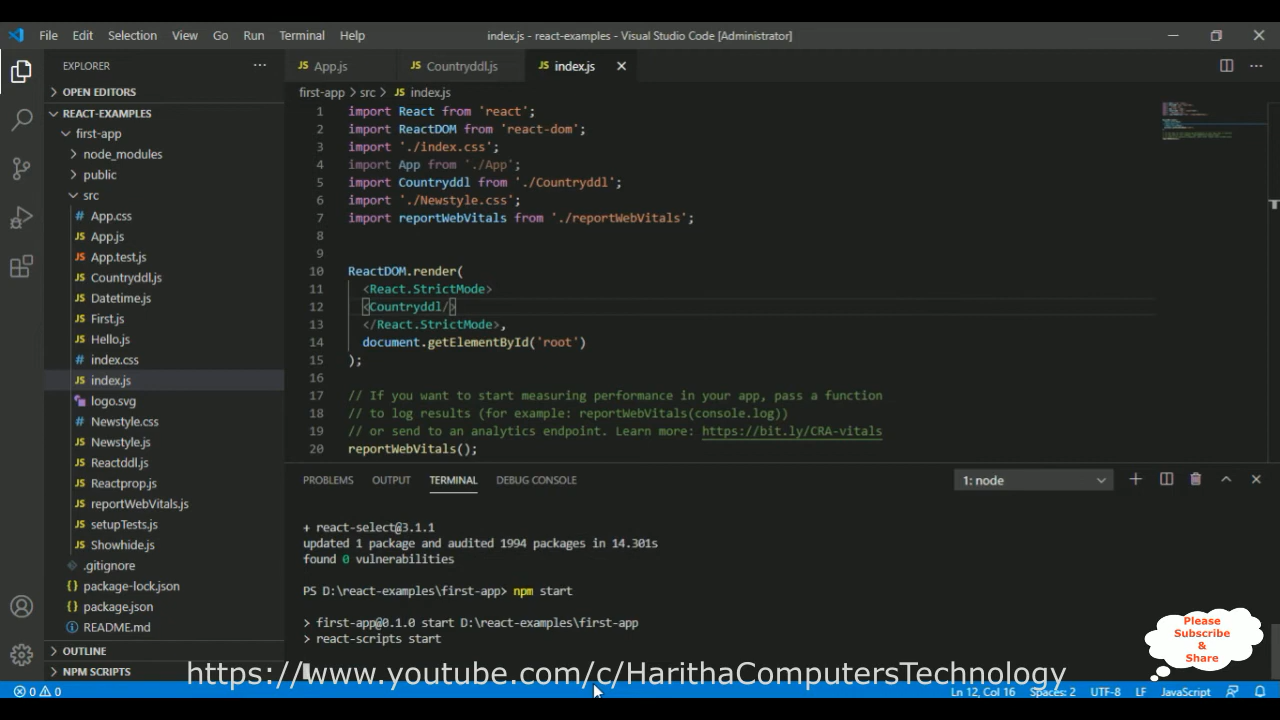 File Edit Selection View Go Run Terminal Help index.js - react-examples - Visual Studio Code [Administrator]
EXPLORER
OPEN EDITORS
REACT-EXAMPLES
first-app
node_modules
public
src
App.css
App.js
App.test.js
Countryddl.js
Datetime.js
First.js
Hello.js
index.css
index.js
logo.svg
Newstyle.css
Newstyle.js
Reactddl.js
Reactprop.js
reportWebVitals.js
setupTests.js
Showhide.js
.gitignore
package-lock.json
package.json
README.md
OUTLINE
NPM SCRIPTS
App.js Countryddl.js index.js
first-app > src > index.js
1 import React from 'react';
2 import ReactDOM from 'react-dom';
3 import './index.css';
4 import App from './App';
5 import Countryddl from './Countryddl';
6 import './Newstyle.css';
7 import reportWebVitals from './reportWebVitals';
8
9
10 ReactDOM.render(
11 <React.StrictMode>
12 <Countryddl/>
13 </React.StrictMode>,
14 document.getElementById('root')
15 );
16
17 // If you want to start measuring performance in your app, pass a function
18 // to log results (for example: reportWebVitals(console.log))
19 // or send to an analytics endpoint. Learn more: https://bit.ly/CRA-vitals
20 reportWebVitals();
PROBLEMS OUTPUT TERMINAL DEBUG CONSOLE 1: node
+ react-select@3.1.1
updated 1 package and audited 1994 packages in 14.301s
found 0 vulnerabilities
PS D:\react-examples\first-app> npm start
> first-app@0.1.0 start D:\react-examples\first-app
> react-scripts start
Please
Subscribe
&
Share
https://www.youtube.com/c/HarithaComputersTechnology
0 0 Ln 12, Col 16 Spaces: 2 UTF-8 LF JavaScript